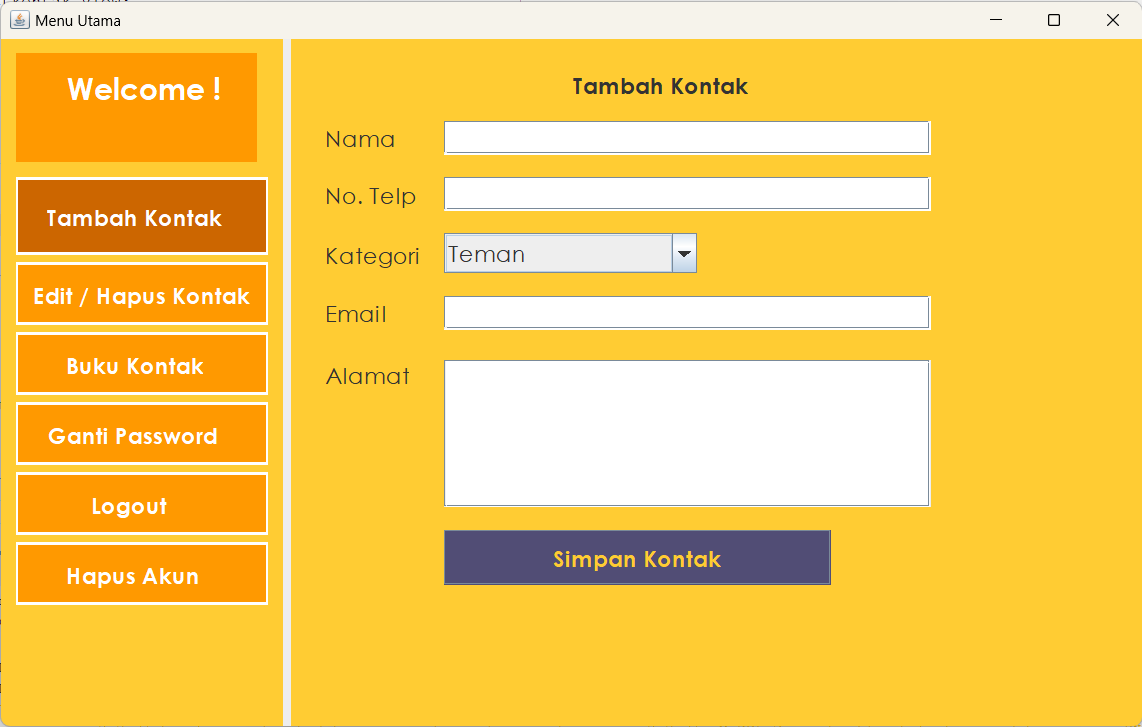 Menu Utama
Welcome !
Tambah Kontak
Edit / Hapus Kontak
Buku Kontak
Ganti Password
Logout
Hapus Akun
Tambah Kontak
Nama
No. Telp
Kategori
Teman
Email
Alamat
Simpan Kontak